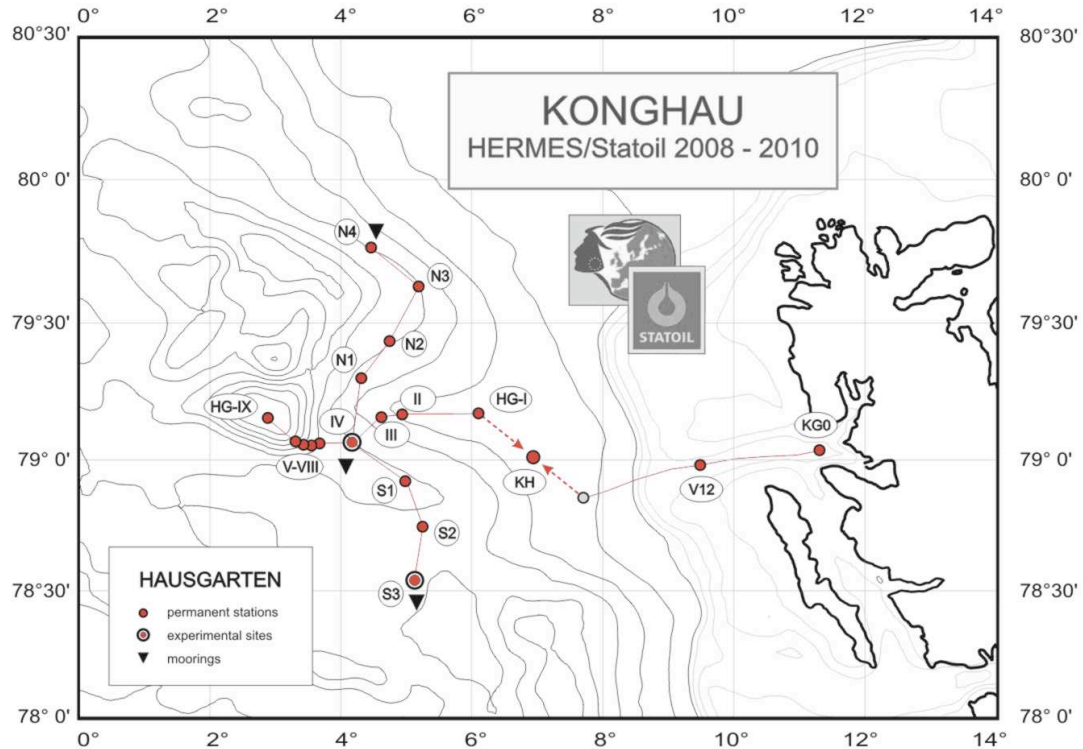 0° 2° 4° 6° 8° 10° 12° 14°
80°30' 80°30'
KONGHAU
HERMES/Statoil 2008 - 2010
80° 0' 80° 0'
N4
N3
STATOIL
79°30' 79°30'
N2
N1
II HG-I
HG-IX
IV
III
KG0
V-VIII
79° 0' 79° 0'
KH
V12
S1
S2
HAUSGARTEN
S3
78°30' 78°30'
permanent stations
experimental sites
moorings
78° 0' 78° 0'
0° 2° 4° 6° 8° 10° 12° 14°